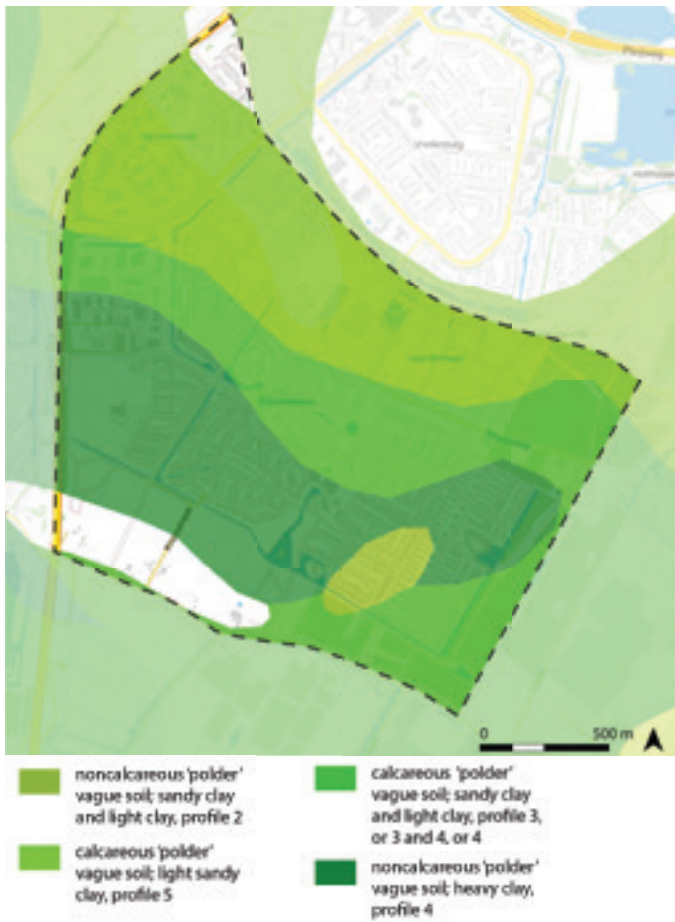 Vredenburg
0 500 m
noncalcareous 'polder'
vague soil; sandy clay
and light clay, profile 2
calcareous 'polder'
vague soil; light sandy
clay, profile 5
calcareous 'polder'
vague soil; sandy clay
and light clay, profile 3,
or 3 and 4, or 4
noncalcareous 'polder'
vague soil; heavy clay,
profile 4